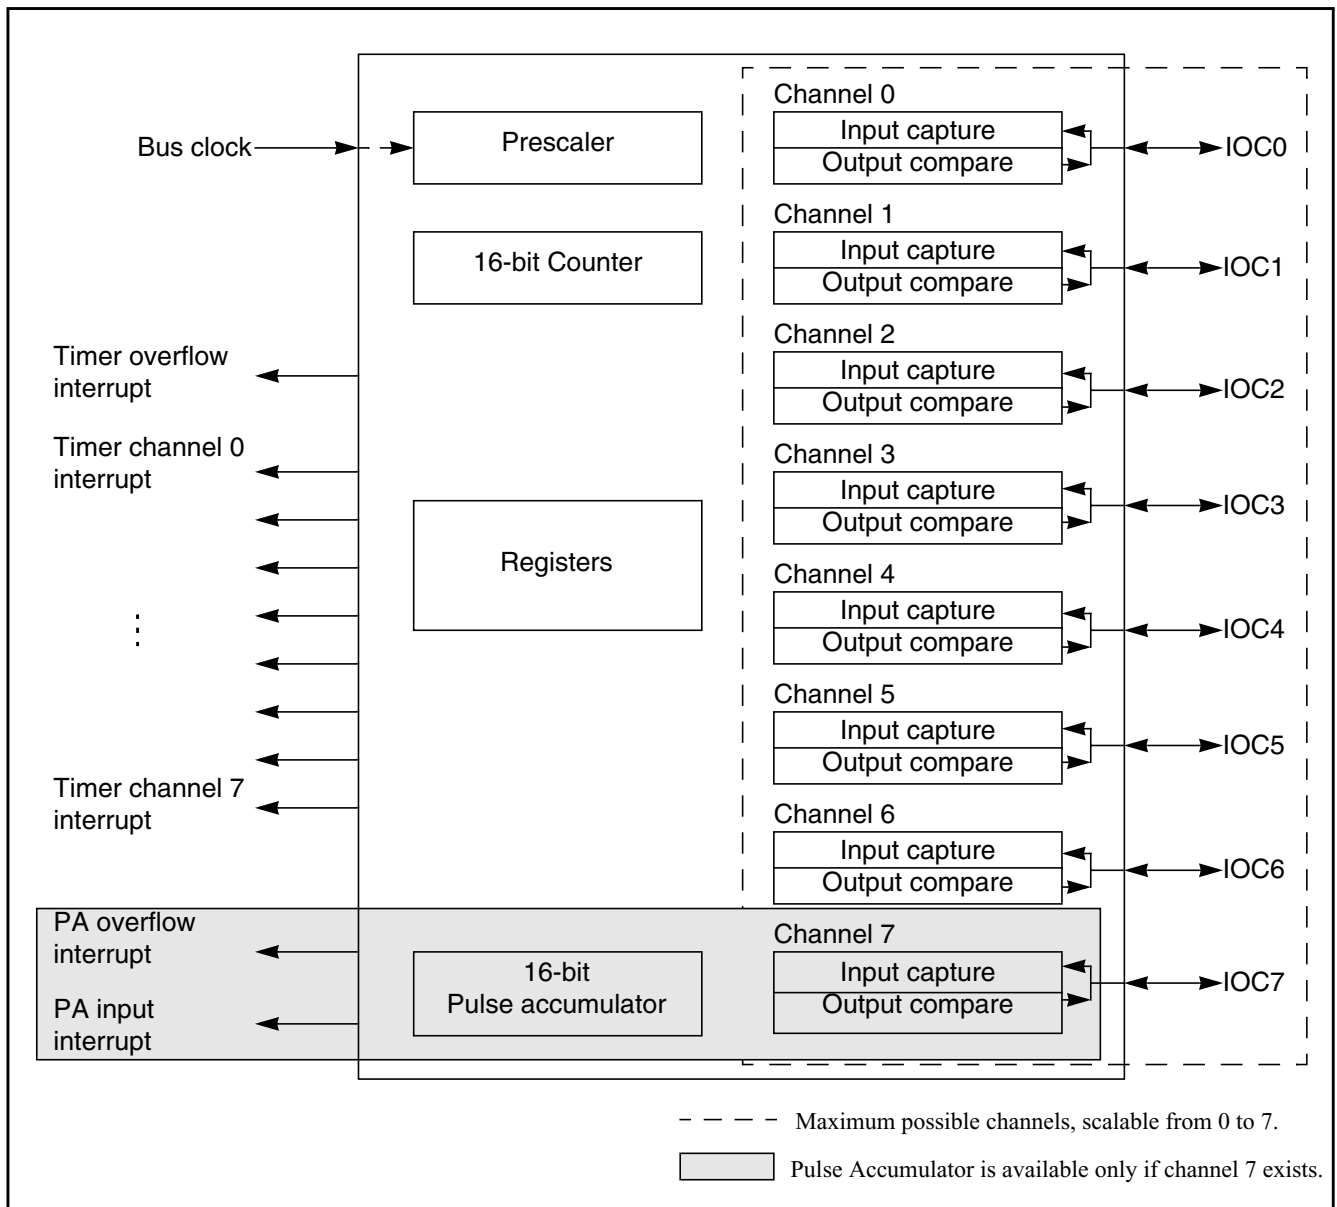 Bus clock
Prescaler
16-bit Counter
Registers
Timer overflow
interrupt
Timer channel 0
interrupt
Timer channel 7
interrupt
PA overflow
interrupt
PA input
interrupt
16-bit
Pulse accumulator
Channel 0
Input capture
Output compare
IOC0
Channel 1
Input capture
Output compare
IOC1
Channel 2
Input capture
Output compare
IOC2
Channel 3
Input capture
Output compare
IOC3
Channel 4
Input capture
Output compare
IOC4
Channel 5
Input capture
Output compare
IOC5
Channel 6
Input capture
Output compare
IOC6
Channel 7
Input capture
Output compare
IOC7
Maximum possible channels, scalable from 0 to 7.
Pulse Accumulator is available only if channel 7 exists.